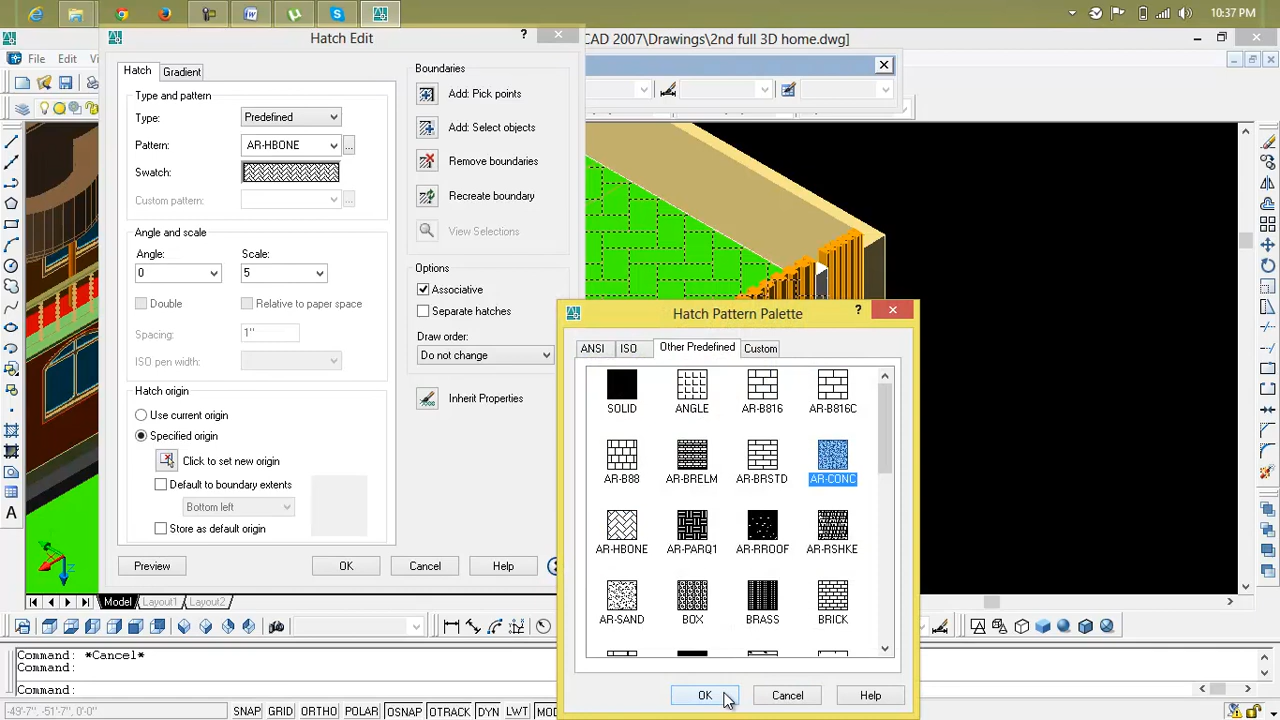 10:37 PM
Hatch Edit
?
CAD 2007\Drawings\2nd full 3D home.dwg]
File
Edit
Hatch
Gradient
Type and pattern
Type:
Predefined
Pattern:
AR-HBONE
...
Swatch:
Custom pattern:
...
Angle and scale
Angle:
Scale:
0
5
Double
Relative to paper space
Spacing:
1"
ISO pen width:
Hatch origin
Use current origin
Specified origin
Click to set new origin
Default to boundary extents
Bottom left
Store as default origin
Boundaries
Add: Pick points
Add: Select objects
Remove boundaries
Recreate boundary
View Selections
Options
Associative
Separate hatches
Draw order:
Do not change
Inherit Properties
Preview
OK
Cancel
Help
Hatch Pattern Palette
?
ANSI
ISO
Other Predefined
Custom
SOLID
ANGLE
AR-B816
AR-B816C
AR-B88
AR-BRELM
AR-BRSTD
AR-CONC
AR-HBONE
AR-PARQ1
AR-RROOF
AR-RSHKE
AR-SAND
BOX
BRASS
BRICK
OK
Cancel
Help
A
Z
Model
Layout1
Layout2
Command: *Cancel*
Command:
Command:
-49'-7", -51'-7", 0'-0"
SNAP
GRID
ORTHO
POLAR
OSNAP
OTRACK
DYN
LWT